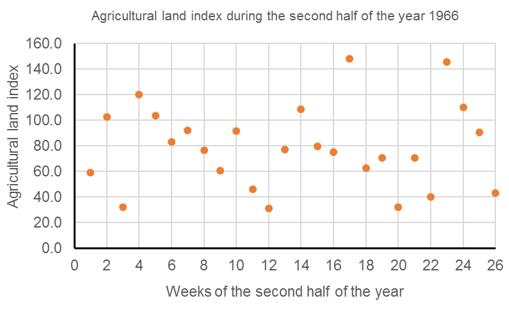 Agricultural land index during the second half of the year 1966
160.0
140.0
120.0
100.0
80.0
60.0
40.0
20.0
0.0
Agricultural land index
0 2 4 6 8 10 12 14 16 18 20 22 24 26
Weeks of the second half of the year